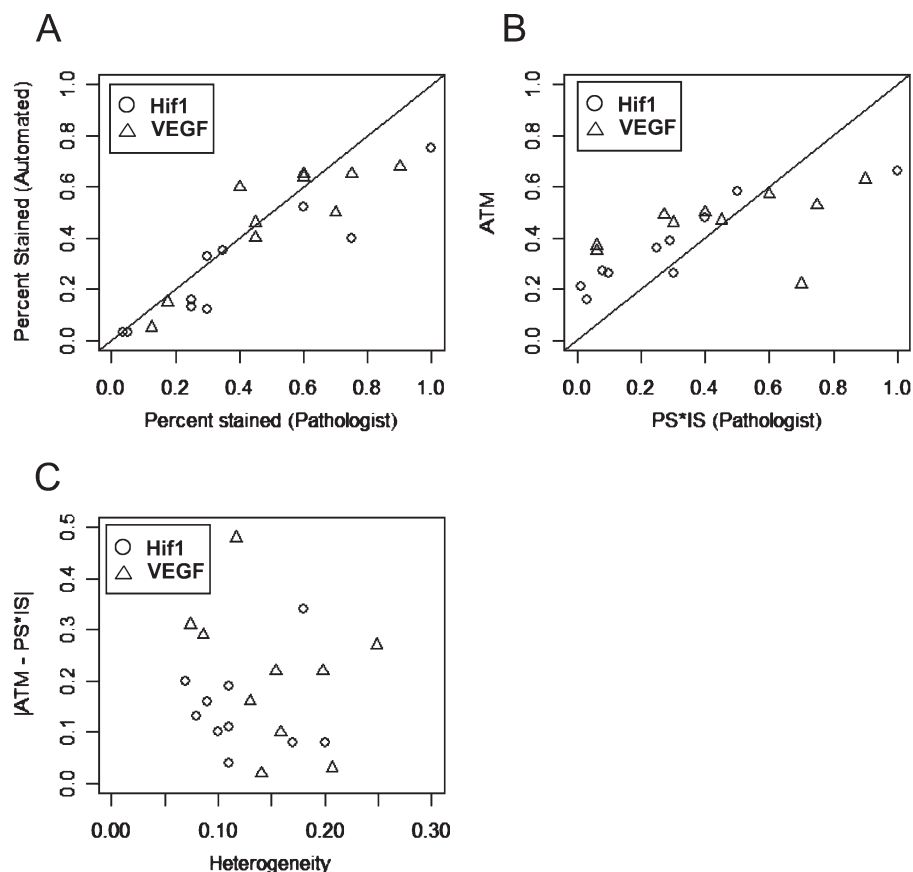 A
Percent Stained (Automated)
0.0 0.2 0.4 0.6 0.8 1.0
Hif1
VEGF
0.0 0.2 0.4 0.6 0.8 1.0
Percent stained (Pathologist)
B
ATM
0.0 0.2 0.4 0.6 0.8 1.0
Hif1
VEGF
0.0 0.2 0.4 0.6 0.8 1.0
PS*IS (Pathologist)
C
|ATM - PS*IS|
0.0 0.1 0.2 0.3 0.4 0.5
Hif1
VEGF
0.00 0.10 0.20 0.30
Heterogeneity